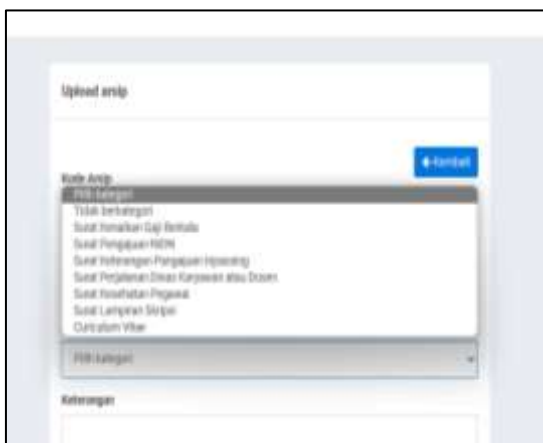 Upload arsip
Kembali
Kode Arsip
Pilih kategori
Tidak berkategori
Surat Kenaikan Gaji Berkala
Surat Pengajuan NIDN
Surat Keterangan Pengajuan Inpassing
Surat Perjalanan Dinas Karyawan atau Dosen
Surat Kesehatan Pegawai
Surat Lampiran Skripsi
Curriculum Vitae
Pilih kategori
Keterangan